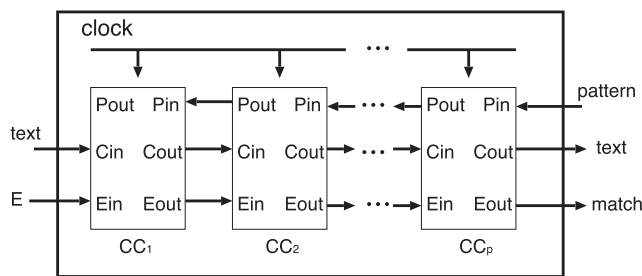 clock
Pout Pin Pout Pin ... Pout Pin pattern
text Cin Cout Cin Cout ... Cin Cout text
E Ein Eout Ein Eout ... Ein Eout match
CC1 CC2 CCp